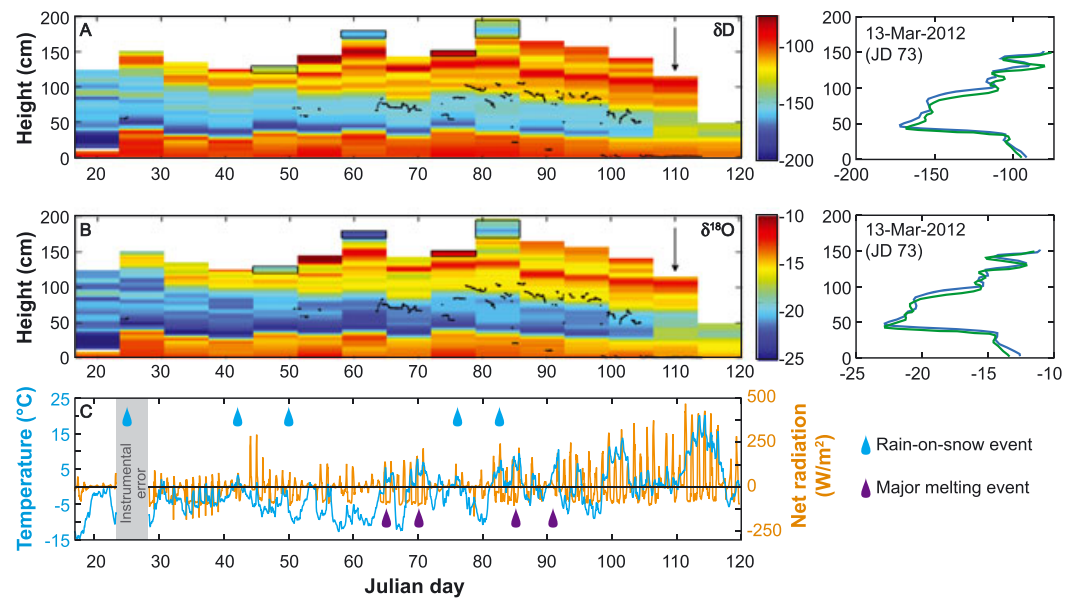 A
δD
Height (cm)
200
150
100
50
0
20 30 40 50 60 70 80 90 100 110 120
-100
-150
-200
13-Mar-2012
(JD 73)
200
150
100
50
0
-200 -150 -100
B
δ18O
Height (cm)
200
150
100
50
0
20 30 40 50 60 70 80 90 100 110 120
-10
-15
-20
-25
13-Mar-2012
(JD 73)
200
150
100
50
0
-25 -20 -15 -10
C
Temperature (°C)
25
15
5
-5
-15
Instrumental
error
500
250
0
-250
Net radiation
(W/m2)
20 30 40 50 60 70 80 90 100 110 120
Julian day
Rain-on-snow event
Major melting event